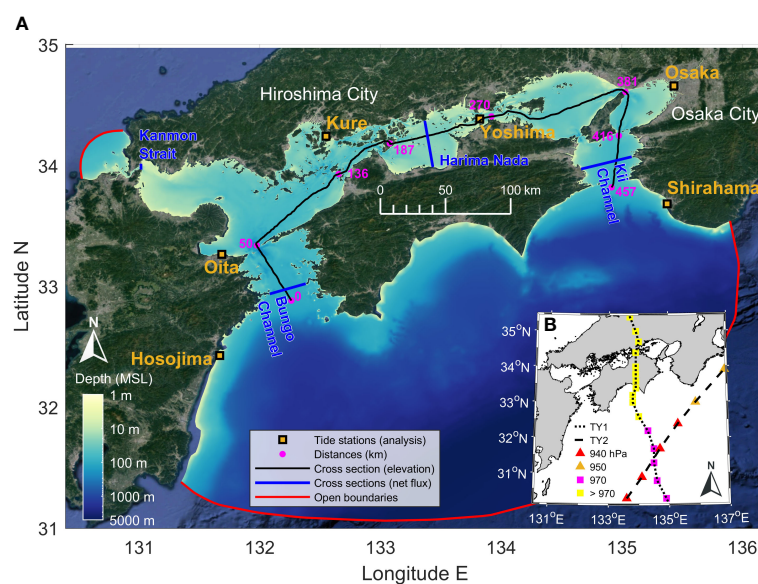 A
35
34
33
32
31
Latitude N
131
132
133
134
135
136
Longitude E
Hiroshima City
Osaka
Osaka City
Kure
Yoshima
Kanmon
Strait
Harima Nada
Kii
Channel
Shirahama
Oita
Bungo
Channel
Hosojima
0
50
136
187
270
457
0
50
100 km
N
Depth (MSL)
1 m
10 m
100 m
1000 m
5000 m
Tide stations (analysis)
Distances (km)
Cross section (elevation)
Cross sections (net flux)
Open boundaries
B
35°N
34°N
33°N
32°N
31°N
131°E
133°E
135°E
137°E
TY1
TY2
940 hPa
950
970
> 970
N